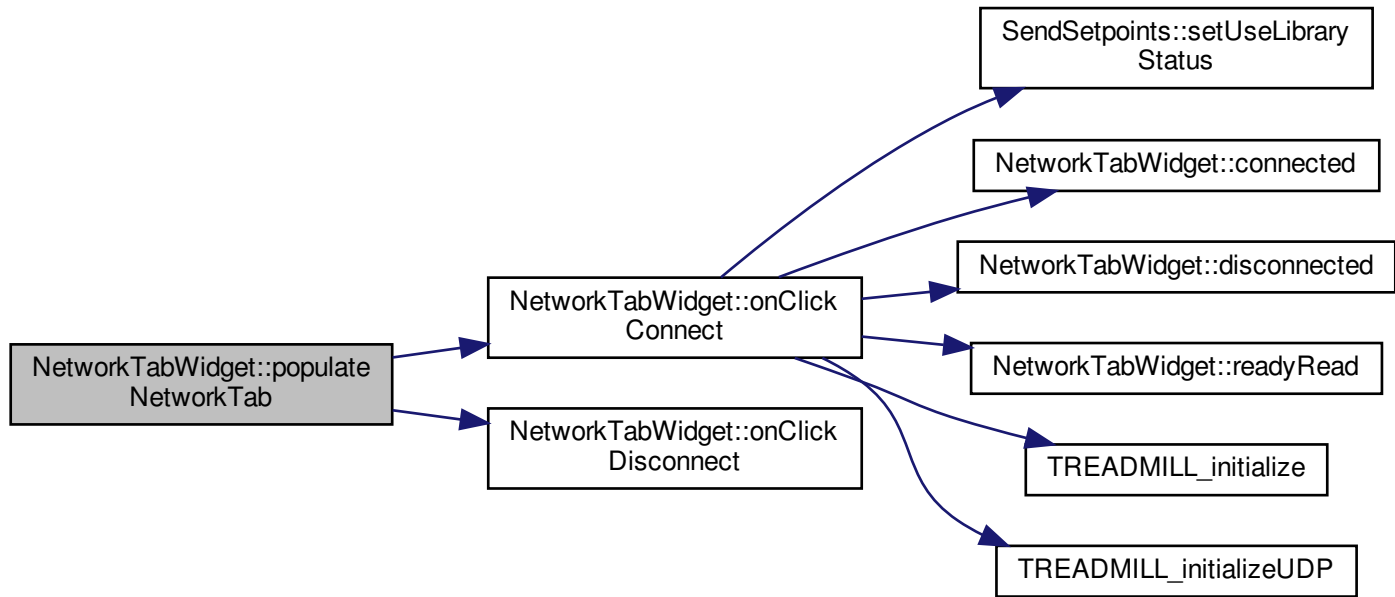 SendSetpoints::setUseLibrary
Status
NetworkTabWidget::connected
NetworkTabWidget::disconnected
NetworkTabWidget::onClick
Connect
NetworkTabWidget::populate
NetworkTab
NetworkTabWidget::readyRead
NetworkTabWidget::onClick
Disconnect
TREADMILL_initialize
TREADMILL_initializeUDP